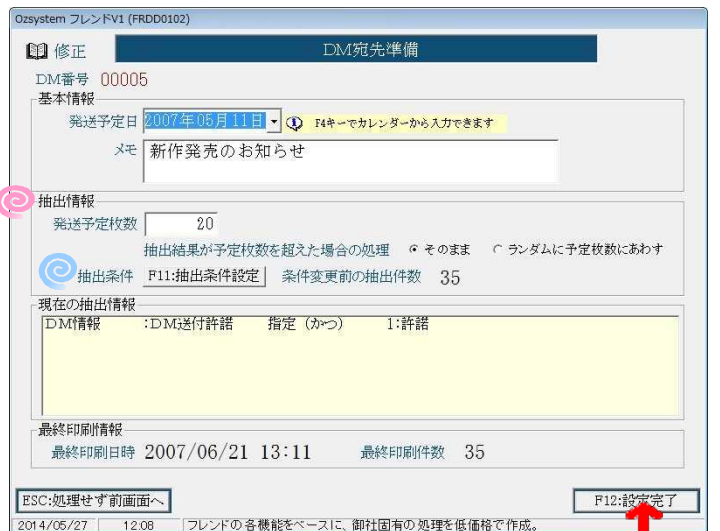 Ozsystem フレンドV1 (FRDD0102)
修正 DM宛先準備
DM番号 00005
基本情報
発送予定日 2007年05月11日 F4キーでカレンダーから入力できます
メモ 新作発売のお知らせ
抽出情報
発送予定枚数 20
抽出結果が予定枚数を超えた場合の処理 そのまま ランダムに予定枚数にあわす
抽出条件 F11:抽出条件設定 条件変更前の抽出件数 35
現在の抽出情報
DM情報 :DM送付許諾 指定（かつ） 1:許諾
最終印刷情報
最終印刷日時 2007/06/21 13:11 最終印刷件数 35
ESC:処理せず前画面へ F12:設定完了
2014/05/27 12:08 フレンドの各機能をベースに、御社固有の処理を低価格で作成。